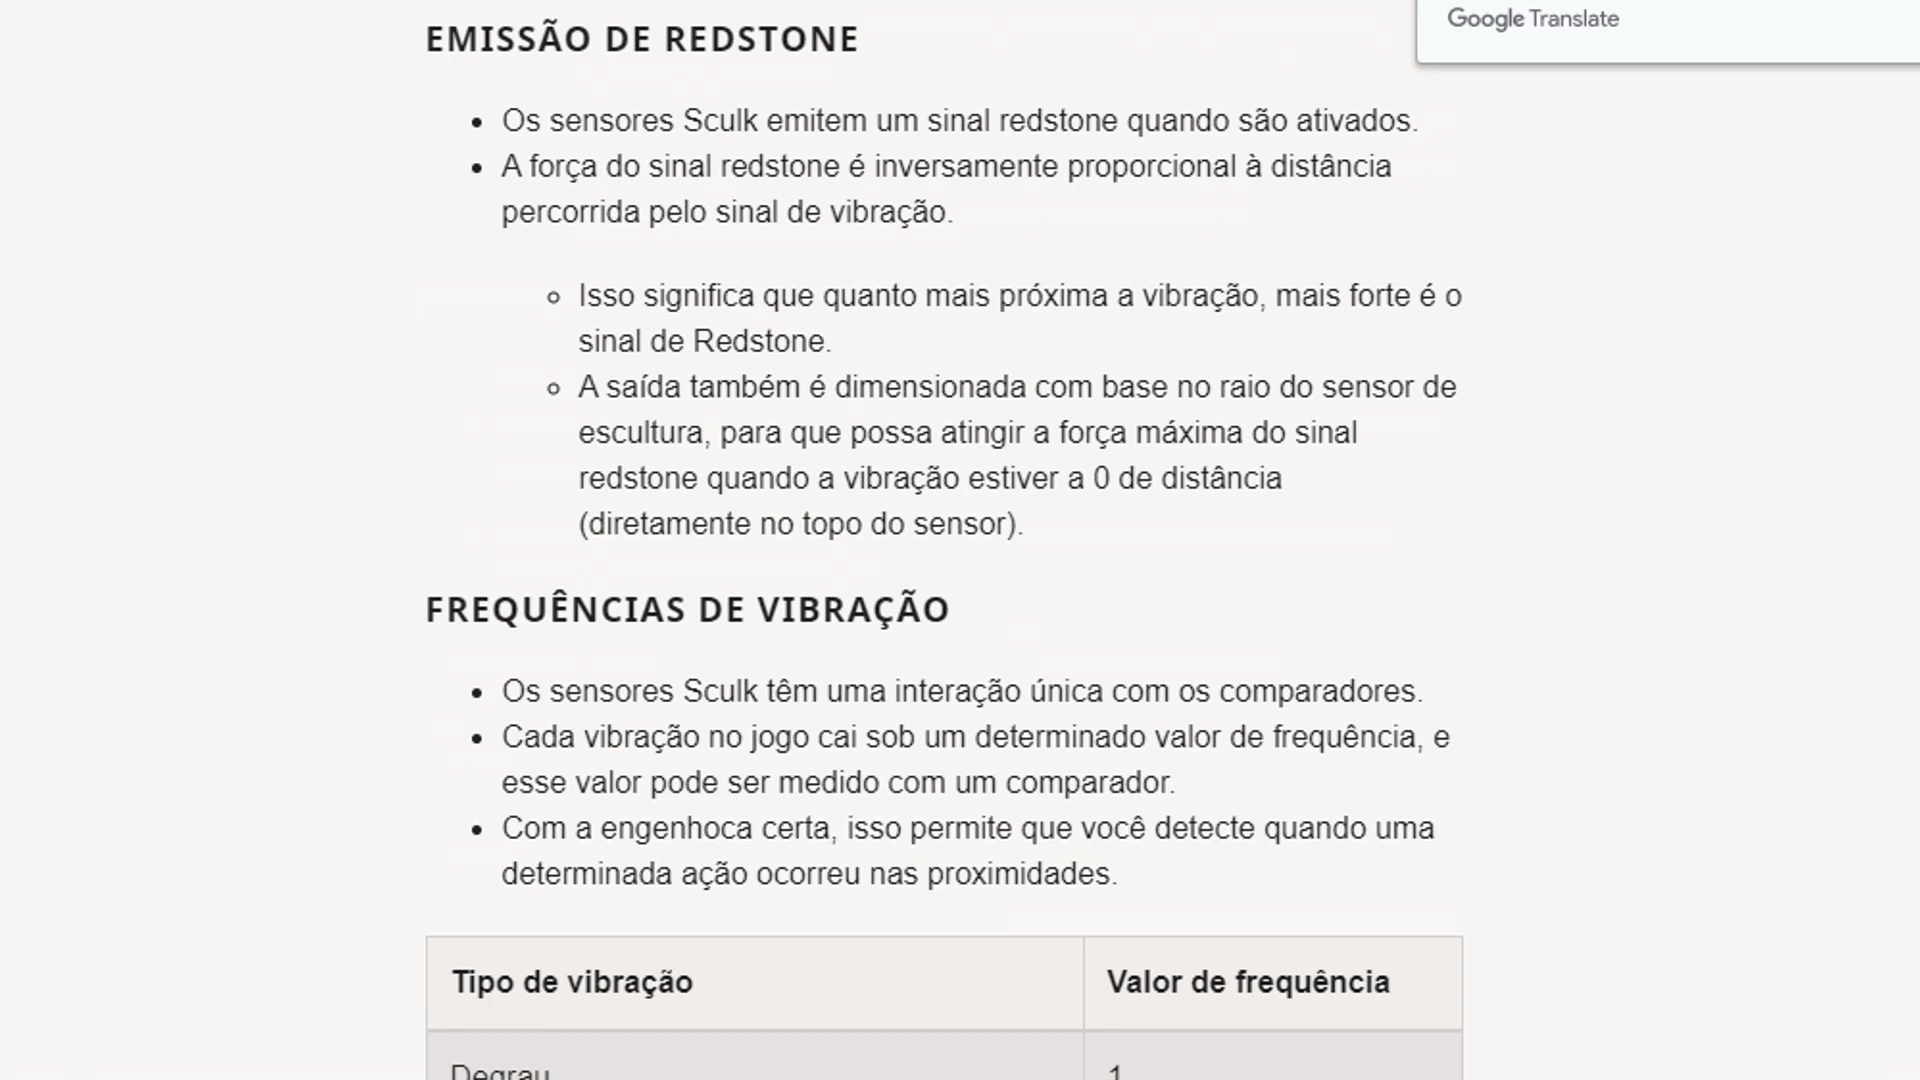 Google Translate
EMISSÃO DE REDSTONE
Os sensores Sculk emitem um sinal redstone quando são ativados.
A força do sinal redstone é inversamente proporcional à distância
percorrida pelo sinal de vibração.
Isso significa que quanto mais próxima a vibração, mais forte é o
sinal de Redstone.
A saída também é dimensionada com base no raio do sensor de
escultura, para que possa atingir a força máxima do sinal
redstone quando a vibração estiver a 0 de distância
(diretamente no topo do sensor).
FREQUÊNCIAS DE VIBRAÇÃO
Os sensores Sculk têm uma interação única com os comparadores.
Cada vibração no jogo cai sob um determinado valor de frequência, e
esse valor pode ser medido com um comparador.
Com a engenhoca certa, isso permite que você detecte quando uma
determinada ação ocorreu nas proximidades.
Tipo de vibração Valor de frequência
Degrau 1